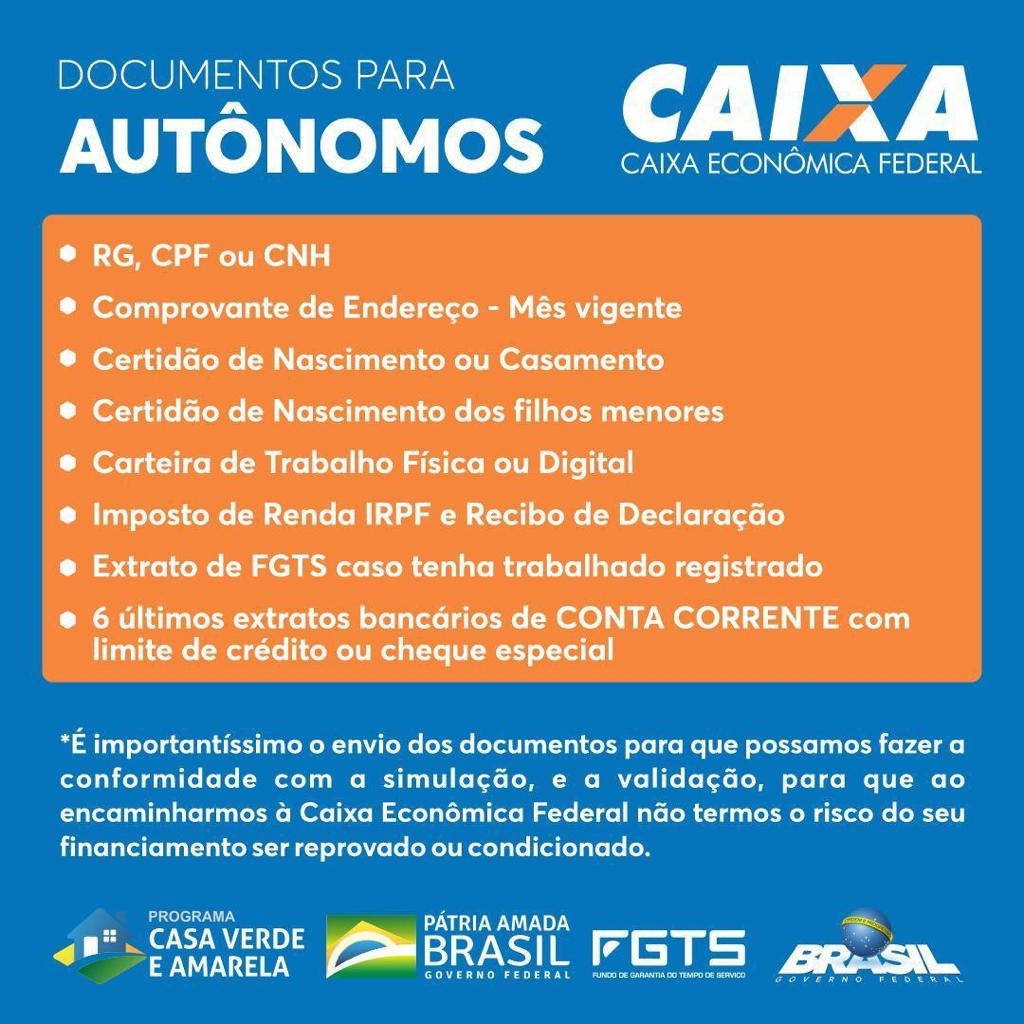 DOCUMENTOS PARA
AUTÔNOMOS
CAIXA
CAIXA ECONÔMICA FEDERAL
RG, CPF ou CNH
Comprovante de Endereço - Mês vigente
Certidão de Nascimento ou Casamento
Certidão de Nascimento dos filhos menores
Carteira de Trabalho Física ou Digital
Imposto de Renda IRPF e Recibo de Declaração
Extrato de FGTS caso tenha trabalhado registrado
6 últimos extratos bancários de CONTA CORRENTE com
limite de crédito ou cheque especial
*É importantíssimo o envio dos documentos para que possamos fazer a
conformidade com a simulação, e a validação, para que ao
encaminharmos à Caixa Econômica Federal não termos o risco do seu
financiamento ser reprovado ou condicionado.
PROGRAMA
CASA VERDE
E AMARELA
PÁTRIA AMADA
BRASIL
GOVERNO FEDERAL
FGTS
FUNDO DE GARANTIA DO TEMPO DE SERVICO
BRASIL
GOVERNO FEDERAL